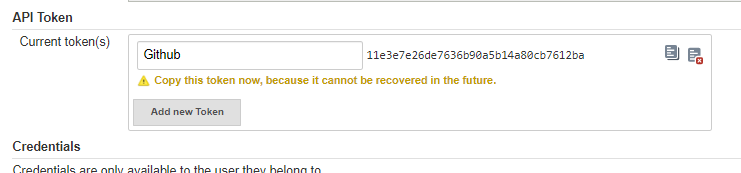 API Token
Current token(s)
Github
11e3e7e26de7636b90a5b14a80cb7612ba
Copy this token now, because it cannot be recovered in the future.
Add new Token
Credentials
Credentials are only available to the user they belong to